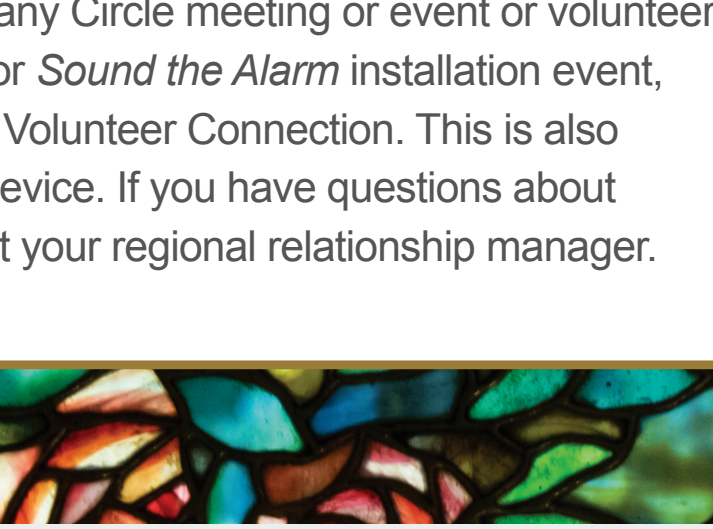 any Circle meeting or event or volunteer
or Sound the Alarm installation event,
Volunteer Connection. This is also
evice. If you have questions about
t your regional relationship manager.